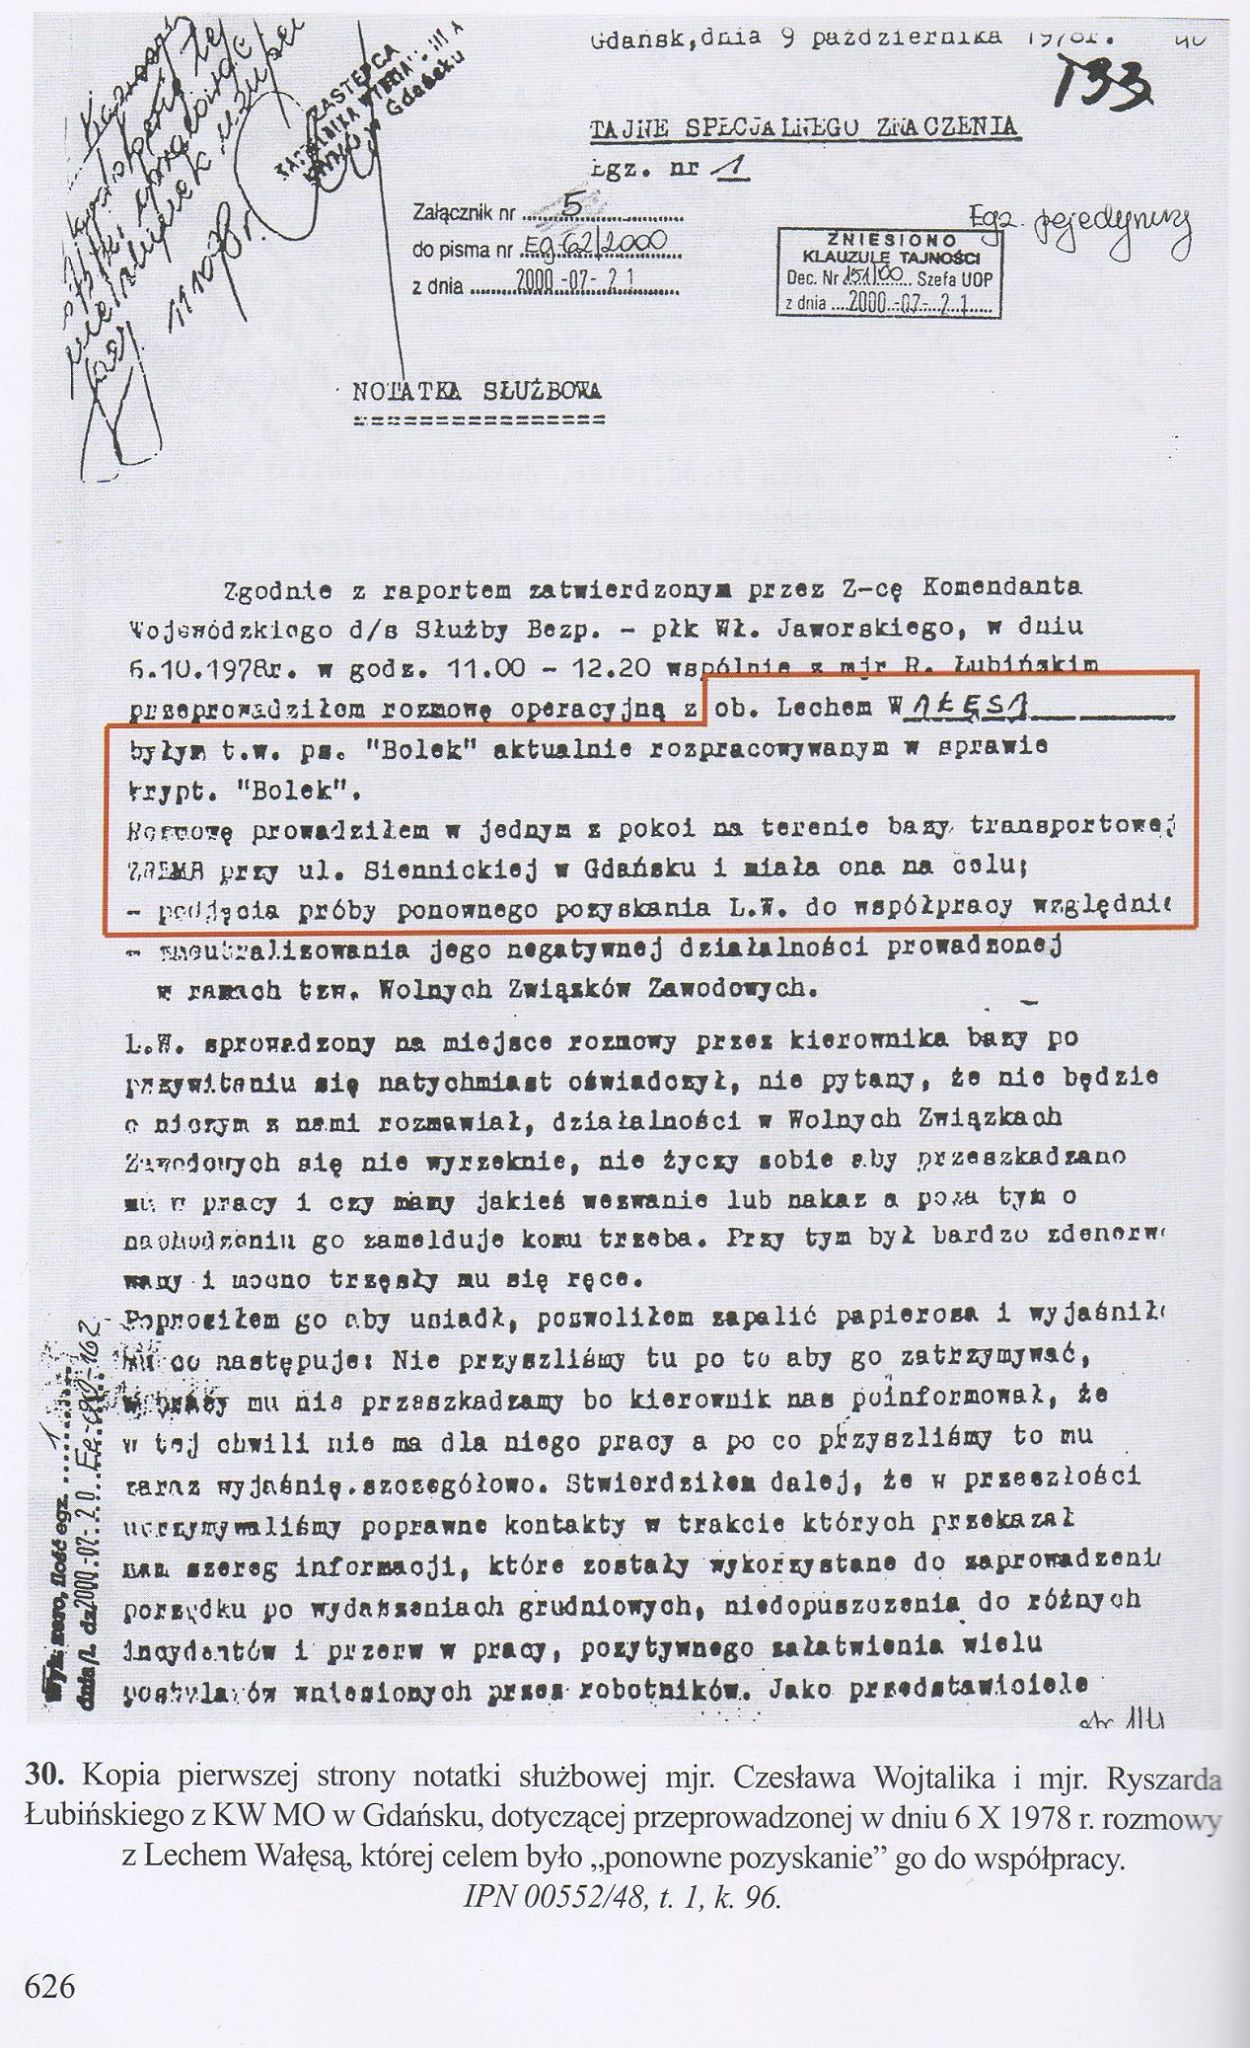 Gdańsk, dnia 9 października 1978r.
133
TAJNE SPECJALNEGO ZNACZENIA
Egz. nr 1
Egz. pojedynczy
Załącznik nr 5
do pisma nr Eg-62/2000
z dnia 2000-07-21
ZNIESIONO
KLAUZULĘ TAJNOŚCI
Dec. Nr 151/00 Szefa UOP
z dnia 2000-07-21
ZASTĘPCA
NACZELNIKA WYDZIAŁU III A
w Gdańsku
11 10 78r.
NOTATKA SŁUŻBOWA
================
Zgodnie z raportem zatwierdzonym przez Z-cę Komendanta
Wojewódzkiego d/s Służby Bezp. - płk Wł. Jaworskiego, w dniu
6.10.1978r. w godz. 11.00 - 12.20 wspólnie z mjr R. Łubińskim
przeprowadziłem rozmowę operacyjną z ob. Lechem WAŁĘSĄ
byłym t.w. ps. "Bolek" aktualnie rozpracowywanym w sprawie
krypt. "Bolek".
Rozmowę prowadziłem w jednym z pokoi na terenie bazy transportowej
ZREMB przy ul. Siennickiej w Gdańsku i miała ona na celu;
- podjęcia próby ponownego pozyskania L.W. do współpracy względnie
- zneutralizowania jego negatywnej działalności prowadzonej
w ramach tzw. Wolnych Związków Zawodowych.
L.W. sprowadzony na miejsce rozmowy przez kierownika bazy po
przywitaniu się natychmiast oświadczył, nie pytany, że nie będzie
o niczym z nami rozmawiał, działalności w Wolnych Związkach
Zawodowych się nie wyrzeknie, nie życzy sobie aby przeszkadzano
mu w pracy i czy mamy jakieś wezwanie lub nakaz a poza tym o
nachodzeniu go zamelduje komu trzeba. Przy tym był bardzo zdenerwo
wany i mocno trzęsły mu się ręce.
Poprosiłem go aby usiadł, pozwoliłem zapalić papierosa i wyjaśniłe
mu co następuje: Nie przyszliśmy tu po to aby go zatrzymywać,
w pracy mu nie przeszkadzamy bo kierownik nas poinformował, że
w tej chwili nie ma dla niego pracy a po co przyszliśmy to mu
zaraz wyjaśnię.szczegółowo. Stwierdziłem dalej, że w przeszłości
utrzymywaliśmy poprawne kontakty w trakcie których przekazał
nam szereg informacji, które zostały wykorzystane do zaprowadzenia
porządku po wydarzeniach grudniowych, niedopuszczenia do różnych
incydentów i przerw w pracy, pozytywnego załatwienia wielu
postulatów wniesionych przez robotników. Jako przedstawiciele
Wyk. xero, ilość egz. 1
dnia/l. dz. 2000-07-20
30. Kopia pierwszej strony notatki służbowej mjr. Czesława Wojtalika i mjr. Ryszarda
Łubińskiego z KW MO w Gdańsku, dotyczącej przeprowadzonej w dniu 6 X 1978 r. rozmowy
z Lechem Wałęsą, której celem było „ponowne pozyskanie” go do współpracy.
IPN 00552/48, t. 1, k. 96.
626